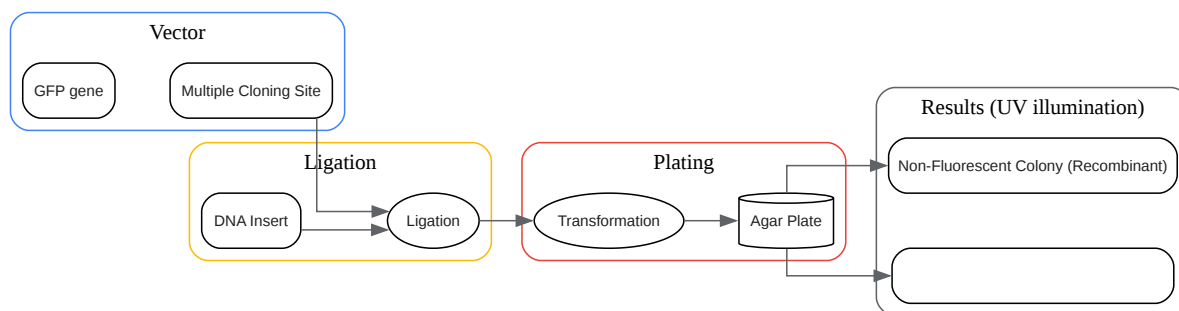 Vector
GFP gene
Multiple Cloning Site
Ligation
DNA Insert
Ligation
Plating
Transformation
Agar Plate
Results (UV illumination)
Non-Fluorescent Colony (Recombinant)